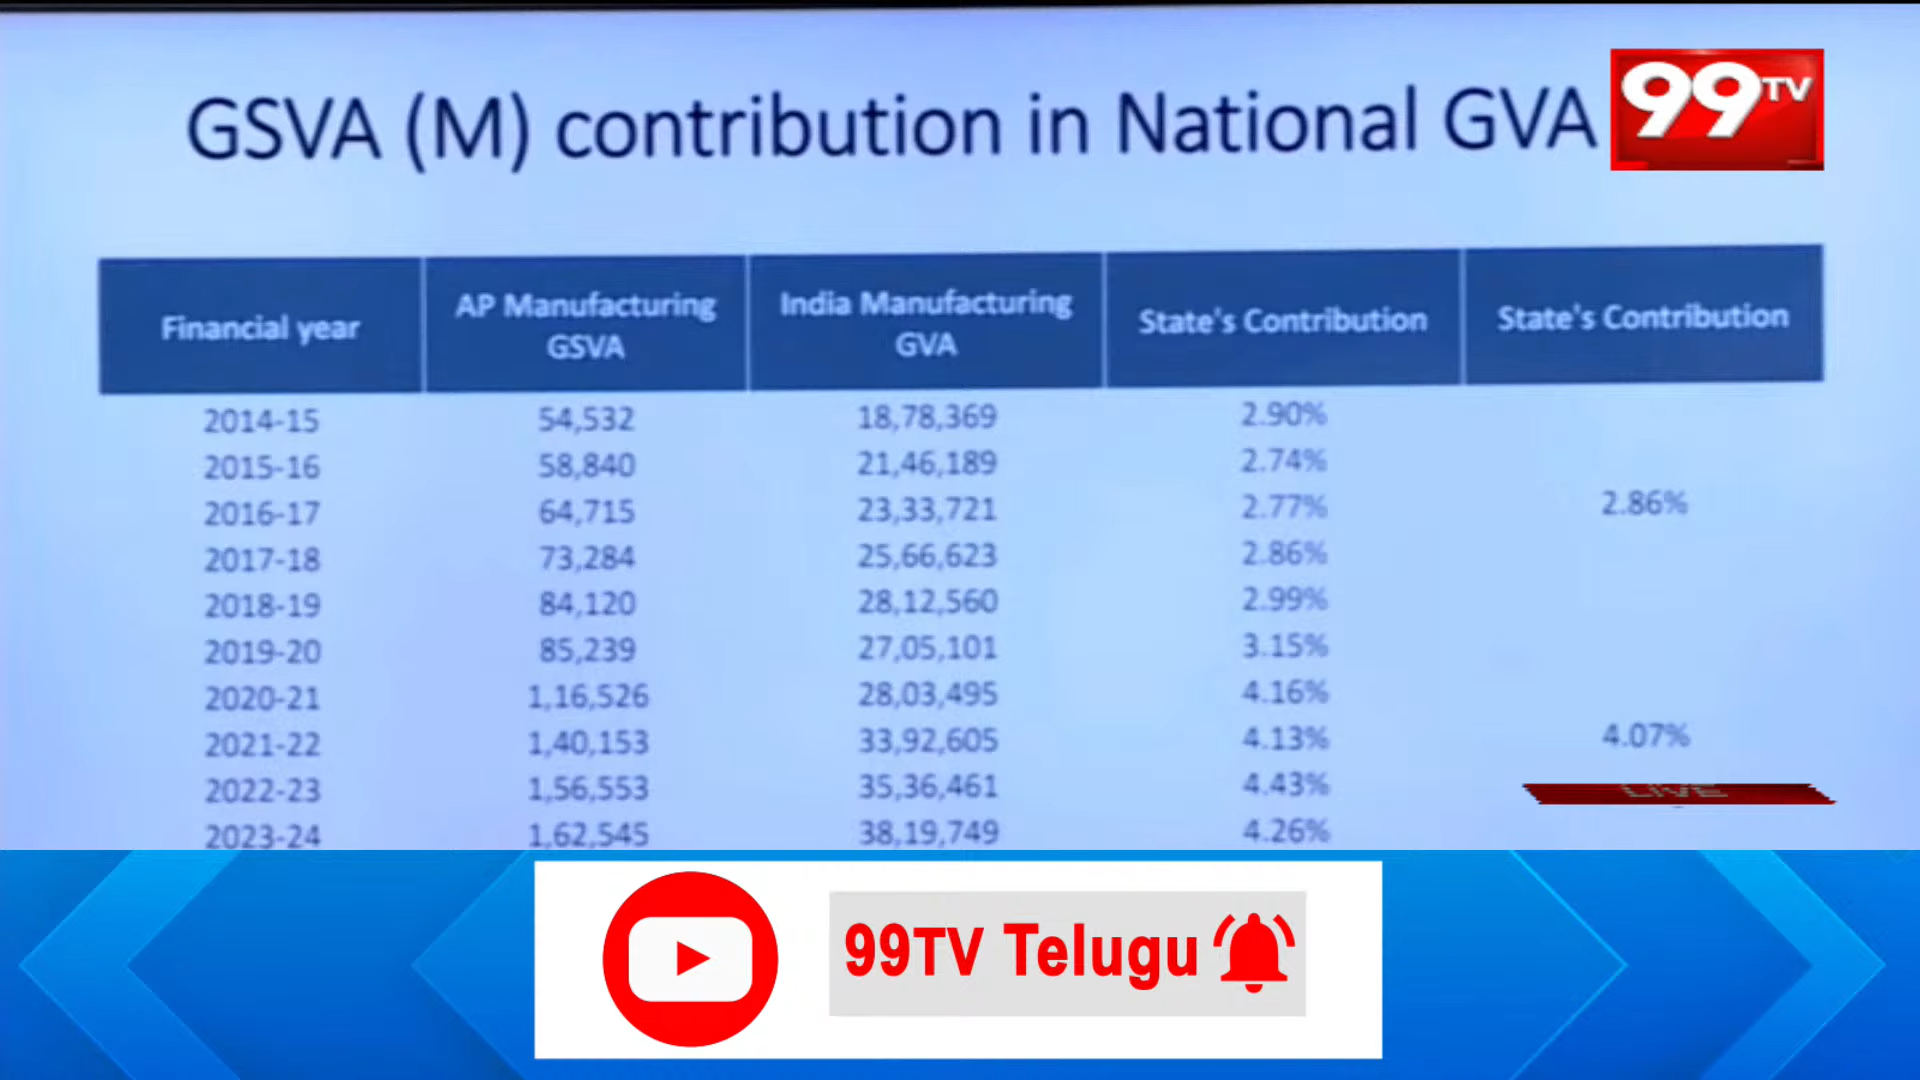 GSVA (M) contribution in National GVA
99TV
Financial year AP Manufacturing GSVA India Manufacturing GVA State's Contribution State's Contribution
2014-15 54,532 18,78,369 2.90%
2015-16 58,840 21,46,189 2.74%
2016-17 64,715 23,33,721 2.77% 2.86%
2017-18 73,284 25,66,623 2.86%
2018-19 84,120 28,12,560 2.99%
2019-20 85,239 27,05,101 3.15%
2020-21 1,16,526 28,03,495 4.16%
2021-22 1,40,153 33,92,605 4.13% 4.07%
2022-23 1,56,553 35,36,461 4.43%
LIVE
2023-24 1,62,545 38,19,749 4.26%
99TV Telugu